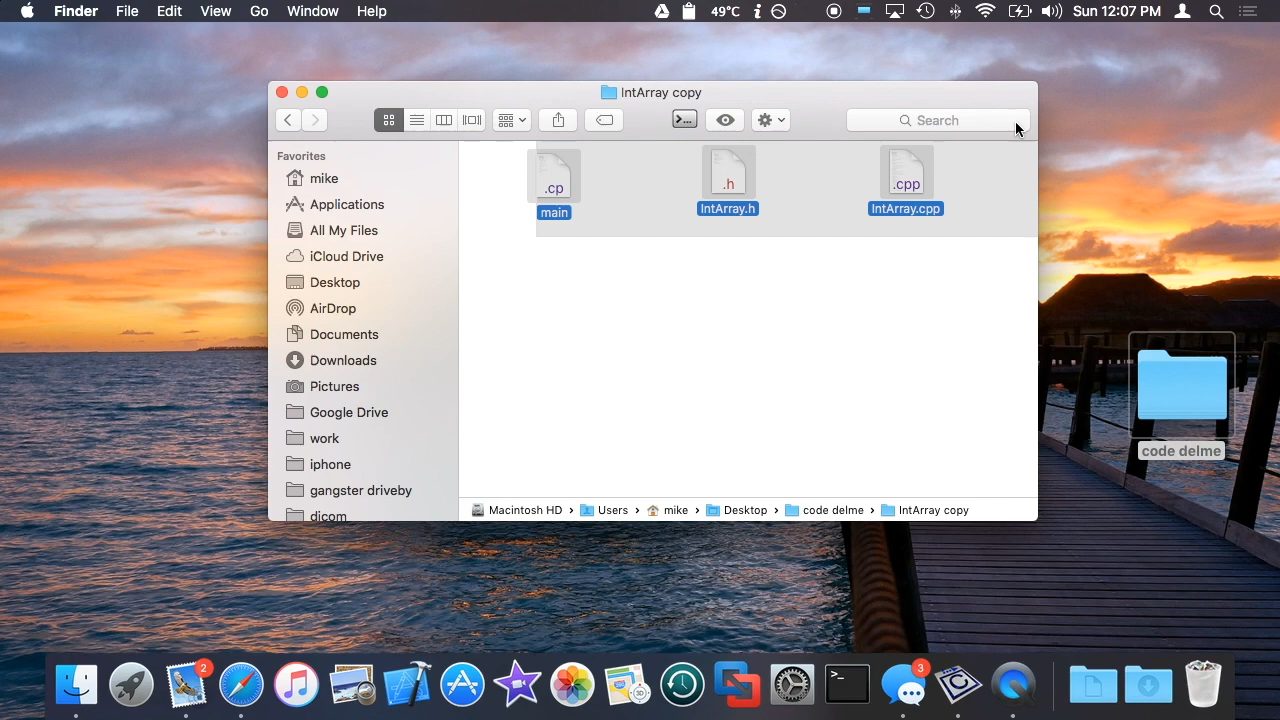 Finder File Edit View Go Window Help 49°C Sun 12:07 PM
IntArray copy
Search
Favorites
mike
Applications
All My Files
iCloud Drive
Desktop
AirDrop
Documents
Downloads
Pictures
Google Drive
work
iphone
gangster driveby
dicom
.cp .h .cpp
main IntArray.h IntArray.cpp
Macintosh HD › Users › mike › Desktop › code delme › IntArray copy
code delme
2
3